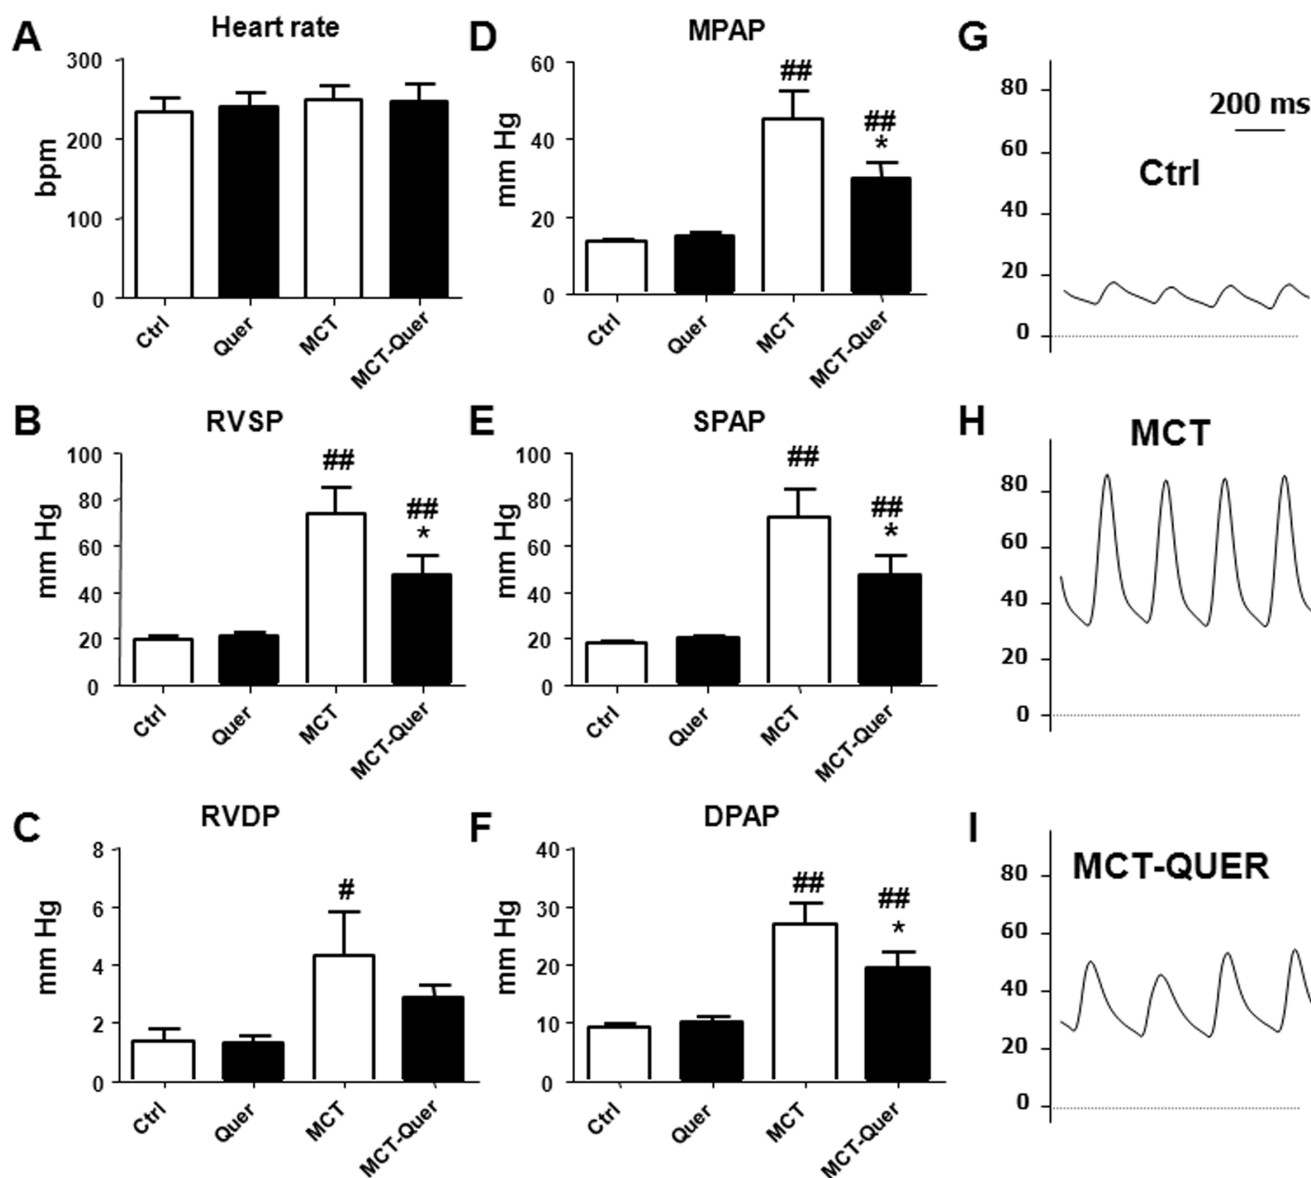 A
Heart rate
300
200
100
0
bpm
Ctrl
Quer
MCT
MCT-Quer
B
RVSP
100
80
60
40
20
0
mm Hg
##
##
*
Ctrl
Quer
MCT
MCT-Quer
C
RVDP
8
6
4
2
0
mm Hg
#
Ctrl
Quer
MCT
MCT-Quer
D
MPAP
60
40
20
0
mm Hg
##
##
*
Ctrl
Quer
MCT
MCT-Quer
E
SPAP
100
80
60
40
20
0
mm Hg
##
##
*
Ctrl
Quer
MCT
MCT-Quer
F
DPAP
40
30
20
10
0
mm Hg
##
##
*
Ctrl
Quer
MCT
MCT-Quer
G
80
60
40
20
0
200 ms
Ctrl
H
MCT
80
60
40
20
0
I
MCT-QUER
80
60
40
20
0